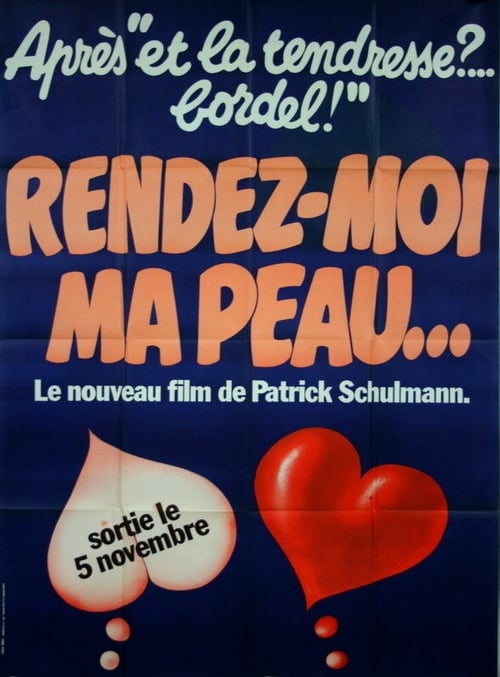 Après "et la tendresse?...
bordel!"
RENDEZ-MOI
MA PEAU...
Le nouveau film de Patrick Schulmann.
sortie le
5 novembre